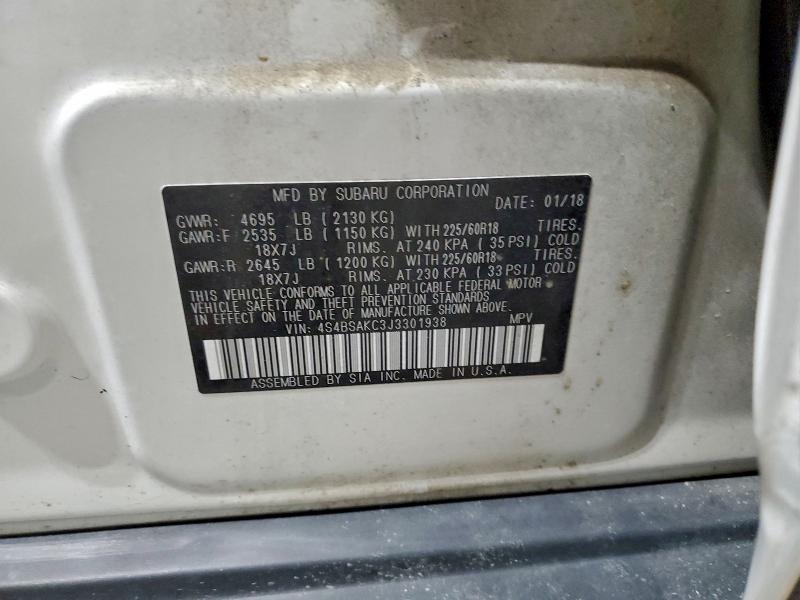 MFD BY SUBARU CORPORATION DATE: 01/18
GVWR: 4695 LB ( 2130 KG)
GAWR:F 2535 LB ( 1150 KG) WITH 225/60R18 TIRES.
18X7J RIMS. AT 240 KPA ( 35 PSI) COLD
GAWR:R 2645 LB ( 1200 KG) WITH 225/60R18 TIRES.
18X7J RIMS. AT 230 KPA ( 33 PSI) COLD
THIS VEHICLE CONFORMS TO ALL APPLICABLE FEDERAL MOTOR
VEHICLE SAFETY AND THEFT PREVENTION STANDARDS
IN EFFECT ON THE DATE OF MANUFACTURE SHOWN ABOVE.
VIN: 4S4BSAKC3J3301938 MPV
ASSEMBLED BY SIA INC. MADE IN U.S.A.